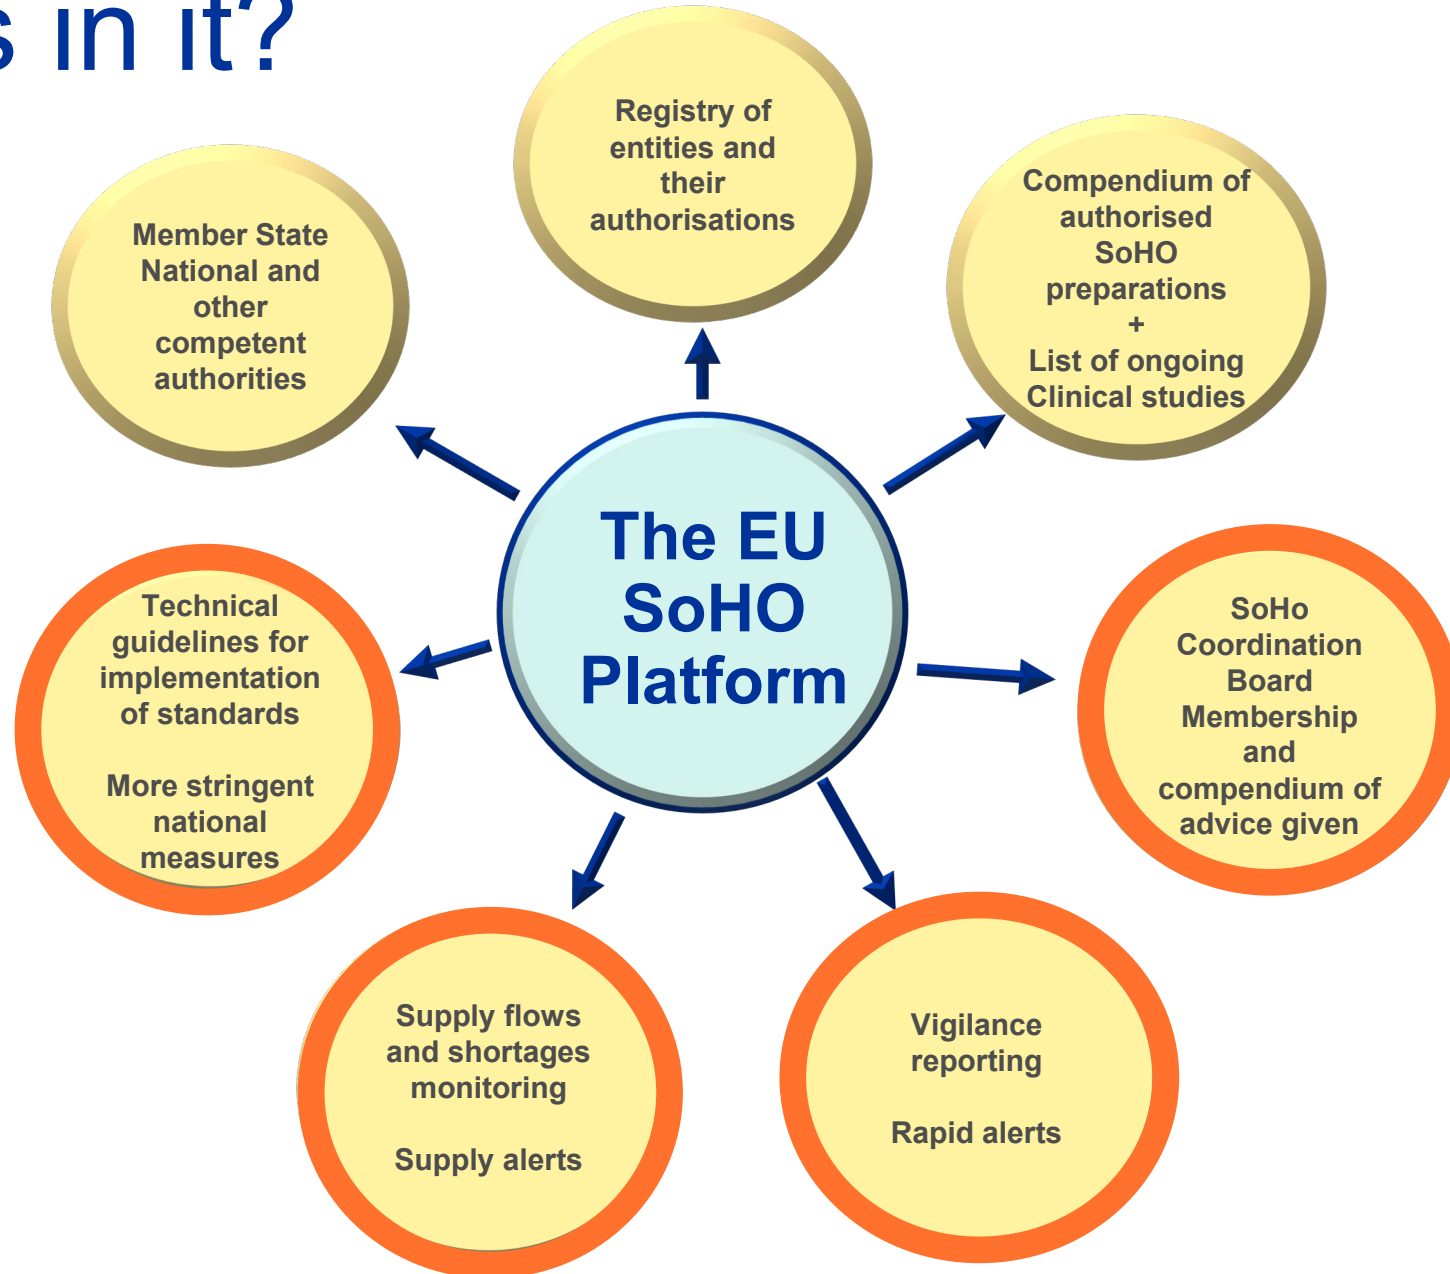 s in it?
Registry of
entities and
their
authorisations
Member State
National and
other
competent
authorities
Compendium of
authorised
SoHO
preparations
+
List of ongoing
Clinical studies
The EU
SoHO
Platform
Technical
guidelines for
implementation
of standards
More stringent
national
measures
SoHo
Coordination
Board
Membership
and
compendium of
advice given
Supply flows
and shortages
monitoring
Supply alerts
Vigilance
reporting
Rapid alerts